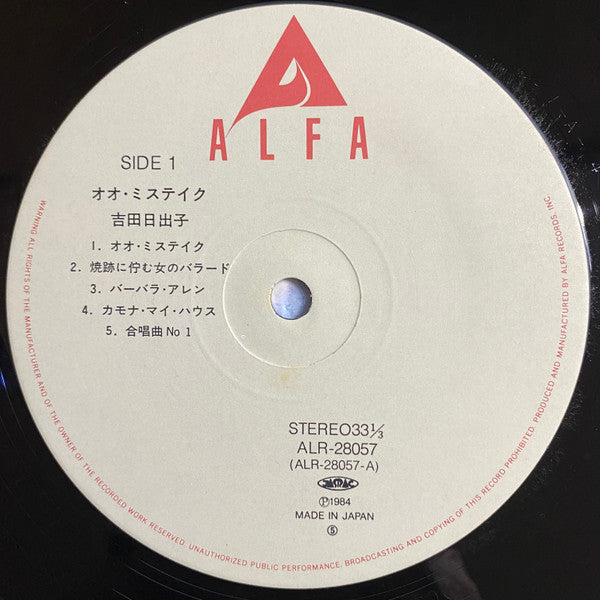 ALFA
SIDE 1
オオ・ミステイク
吉田日出子
1. オオ・ミステイク
2. 焼跡に佇む女のバラード
3. バーバラ・アレン
4. カモナ・マイ・ハウス
5. 合唱曲 No 1
STEREO33⅓
ALR-28057
(ALR-28057-A)
Ⓟ1984
MADE IN JAPAN
⑤
WARNING ALL RIGHTS OF THE MANUFACTURER AND OF THE OWNER OF THE RECORDED WORK RESERVED. UNAUTHORIZED PUBLIC PERFORMANCE, BROADCASTING AND COPYING OF THIS RECORD PROHIBITED. PRODUCED AND MANUFACTURED BY ALFA RECORDS, INC